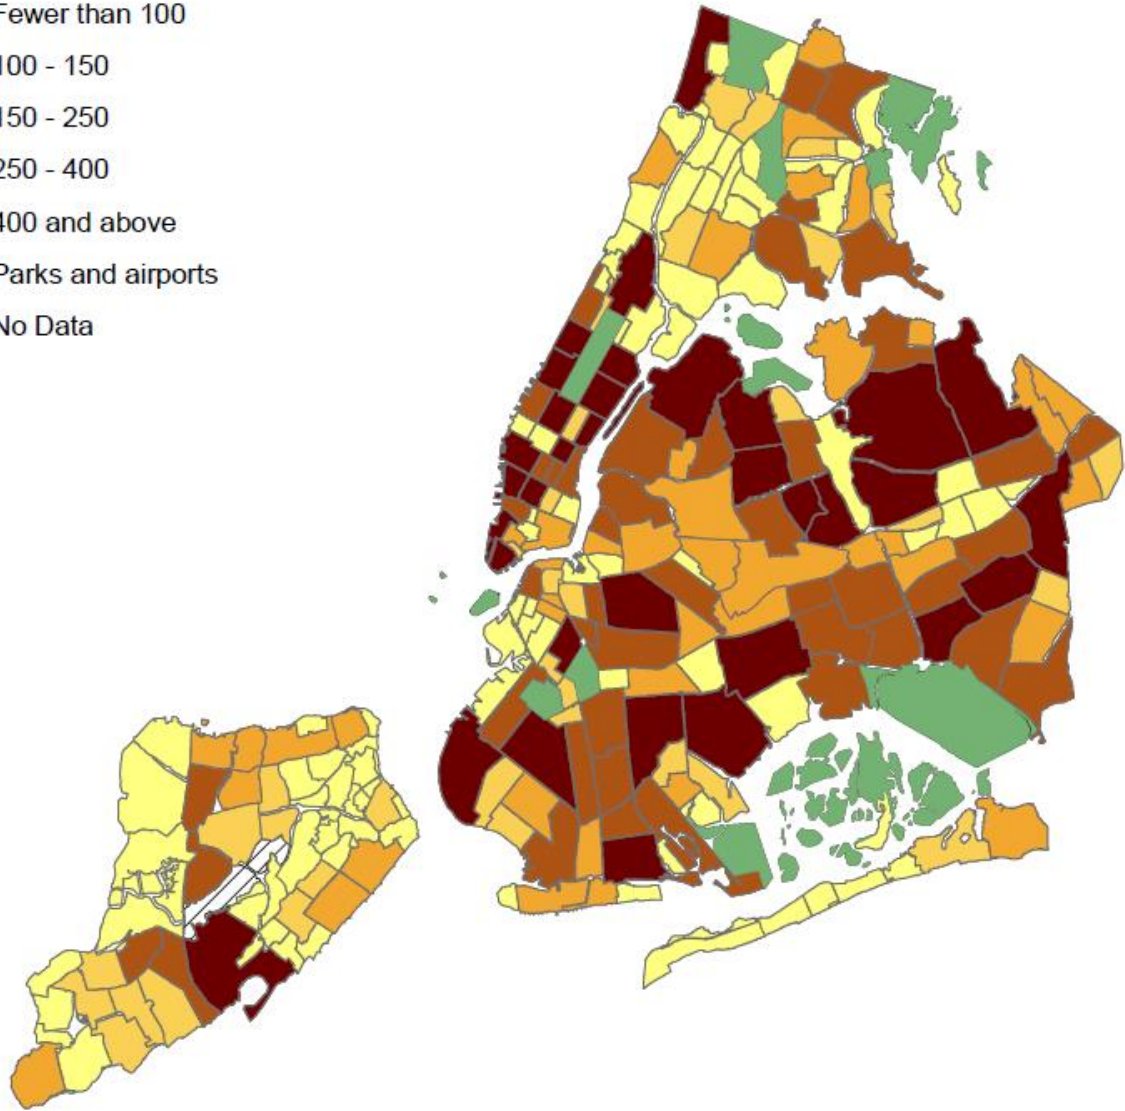 Fewer than 100
100 - 150
150 - 250
250 - 400
400 and above
Parks and airports
No Data